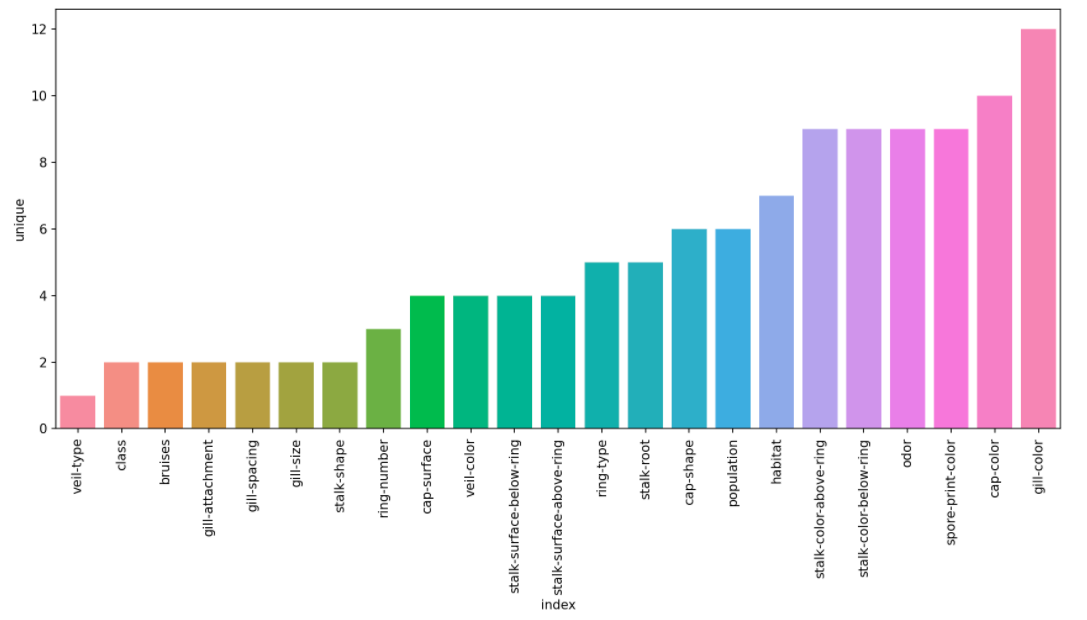 12
10
8
6
4
2
0
unique
veil-type
class
bruises
gill-attachment
gill-spacing
gill-size
stalk-shape
ring-number
cap-surface
veil-color
stalk-surface-below-ring
stalk-surface-above-ring
ring-type
stalk-root
cap-shape
population
habitat
stalk-color-above-ring
stalk-color-below-ring
odor
spore-print-color
cap-color
gill-color
index